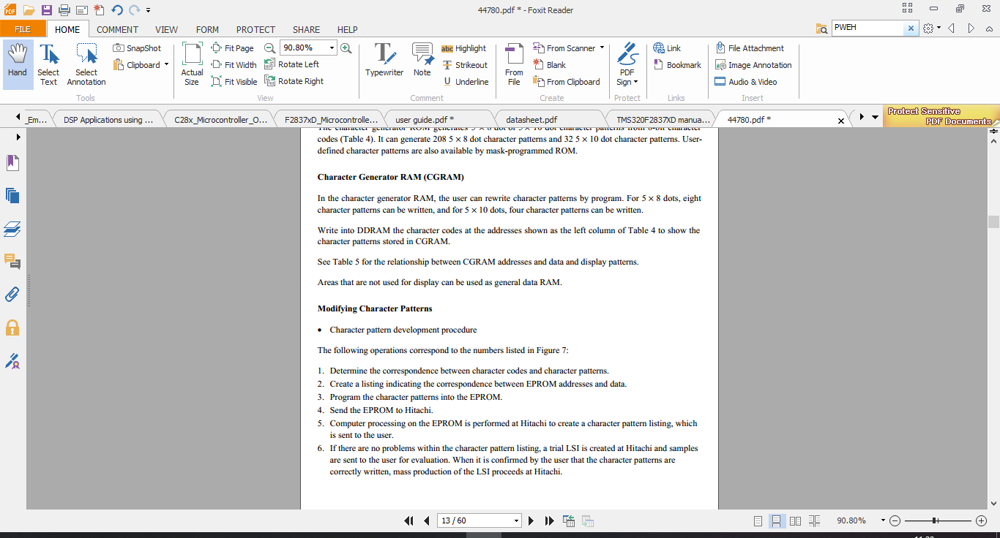 44780.pdf * - Foxit Reader
FILE HOME COMMENT VIEW FORM PROTECT SHARE HELP
PWEH
Hand
Select Text
Select Annotation
SnapShot
Clipboard
Tools
Actual Size
Fit Page
Fit Width
Fit Visible
90.80%
Rotate Left
Rotate Right
View
Typewriter
Note
abc Highlight
T Strikeout
U Underline
Comment
From File
From Scanner
Blank
From Clipboard
Create
PDF Sign
Protect
Link
Bookmark
Links
File Attachment
Image Annotation
Audio & Video
Insert
_Em... DSP Applications using ... C28x_Microcontroller_O... F2837xD_Microcontrolle... user guide.pdf * datasheet.pdf TMS320F2837XD manua... 44780.pdf *
Protect Sensitive
PDF Documents
The character generator ROM generates 5 × 8 dot or 5 × 10 dot character patterns from 8-bit character
codes (Table 4). It can generate 208 5 × 8 dot character patterns and 32 5 × 10 dot character patterns. User-
defined character patterns are also available by mask-programmed ROM.
Character Generator RAM (CGRAM)
In the character generator RAM, the user can rewrite character patterns by program. For 5 × 8 dots, eight
character patterns can be written, and for 5 × 10 dots, four character patterns can be written.
Write into DDRAM the character codes at the addresses shown as the left column of Table 4 to show the
character patterns stored in CGRAM.
See Table 5 for the relationship between CGRAM addresses and data and display patterns.
Areas that are not used for display can be used as general data RAM.
Modifying Character Patterns
• Character pattern development procedure
The following operations correspond to the numbers listed in Figure 7:
1. Determine the correspondence between character codes and character patterns.
2. Create a listing indicating the correspondence between EPROM addresses and data.
3. Program the character patterns into the EPROM.
4. Send the EPROM to Hitachi.
5. Computer processing on the EPROM is performed at Hitachi to create a character pattern listing, which
is sent to the user.
6. If there are no problems within the character pattern listing, a trial LSI is created at Hitachi and samples
are sent to the user for evaluation. When it is confirmed by the user that the character patterns are
correctly written, mass production of the LSI proceeds at Hitachi.
13 / 60
90.80%